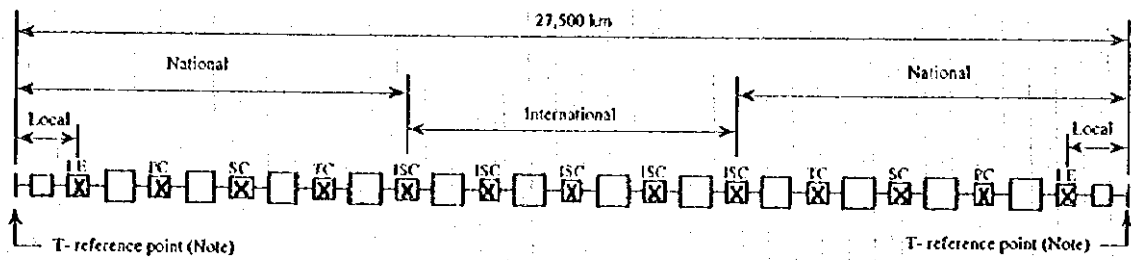 27,500 km
National
National
International
Local
Local
LE PC SC TC ISC ISC ISC ISC ISC TC SC PC LE
T- reference point (Note)
T- reference point (Note)